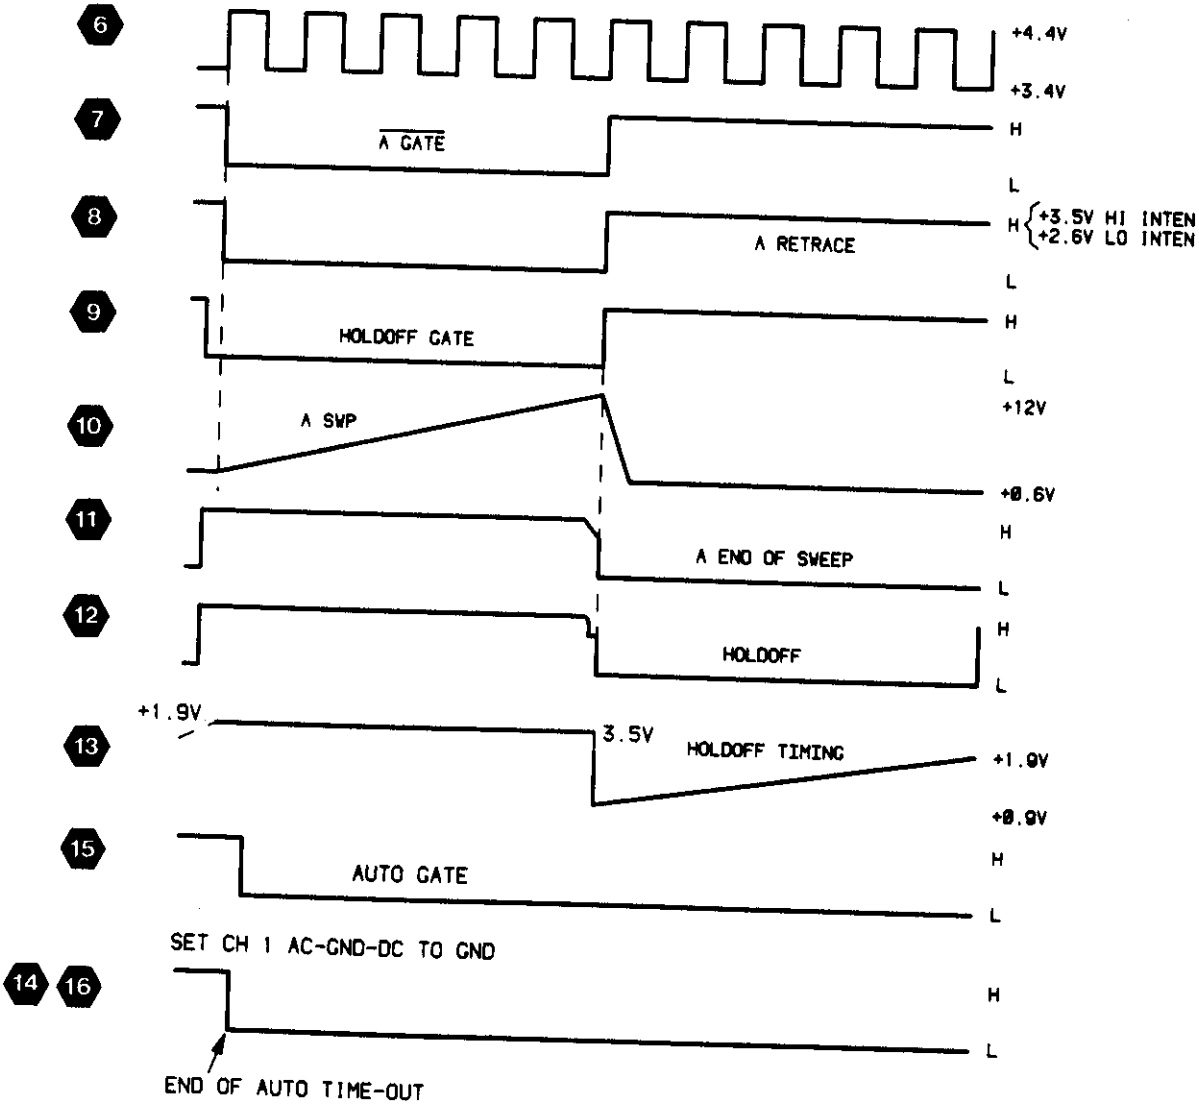 6
+4.4V
+3.4V
7
A GATE
H
L
8
H
+3.5V HI INTEN
+2.6V LO INTEN
A RETRACE
L
9
HOLDOFF GATE
H
L
10
A SWP
+12V
+0.6V
11
H
A END OF SWEEP
L
12
H
HOLDOFF
L
13
+1.9V
3.5V
HOLDOFF TIMING
+1.9V
+0.9V
15
H
AUTO GATE
L
SET CH 1 AC-GND-DC TO GND
14 16
H
L
END OF AUTO TIME-OUT